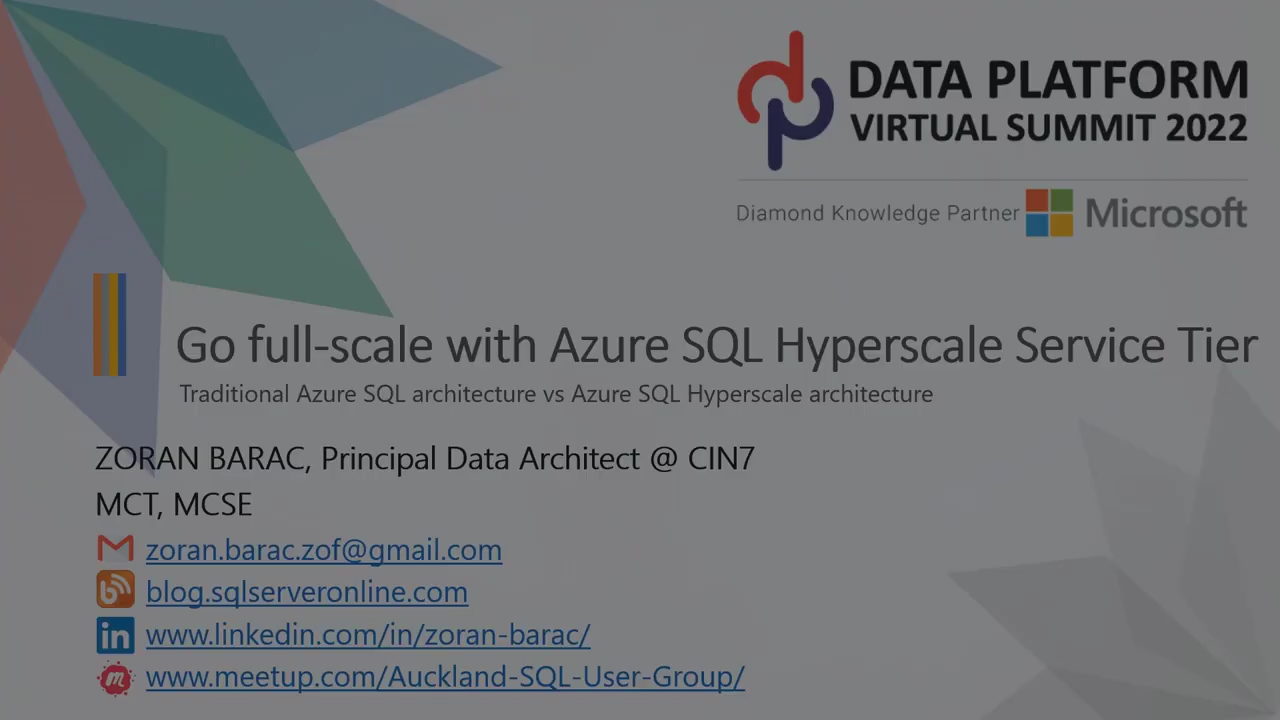 DATA PLATFORM
VIRTUAL SUMMIT 2022
Diamond Knowledge Partner Microsoft
Go full-scale with Azure SQL Hyperscale Service Tier
Traditional Azure SQL architecture vs Azure SQL Hyperscale architecture
ZORAN BARAC, Principal Data Architect @ CIN7
MCT, MCSE
zoran.barac.zof@gmail.com
blog.sqlserveronline.com
www.linkedin.com/in/zoran-barac/
www.meetup.com/Auckland-SQL-User-Group/